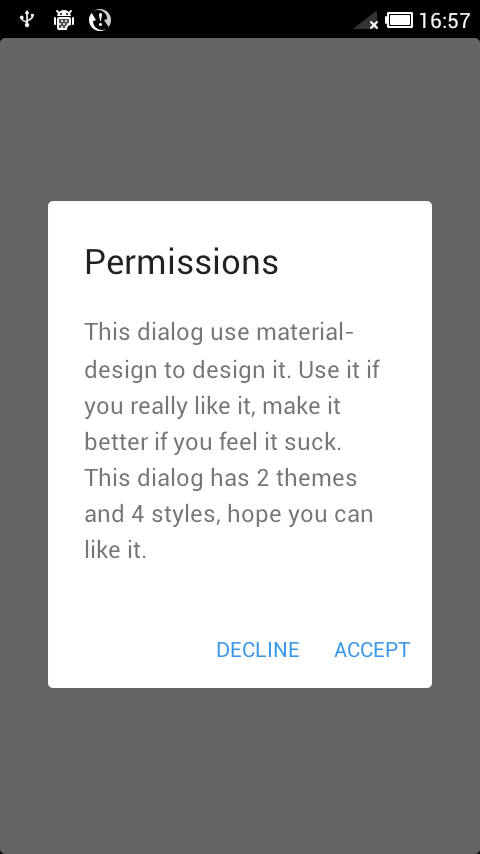 16:57
Permissions
This dialog use material-
design to design it. Use it if
you really like it, make it
better if you feel it suck.
This dialog has 2 themes
and 4 styles, hope you can
like it.
DECLINE ACCEPT